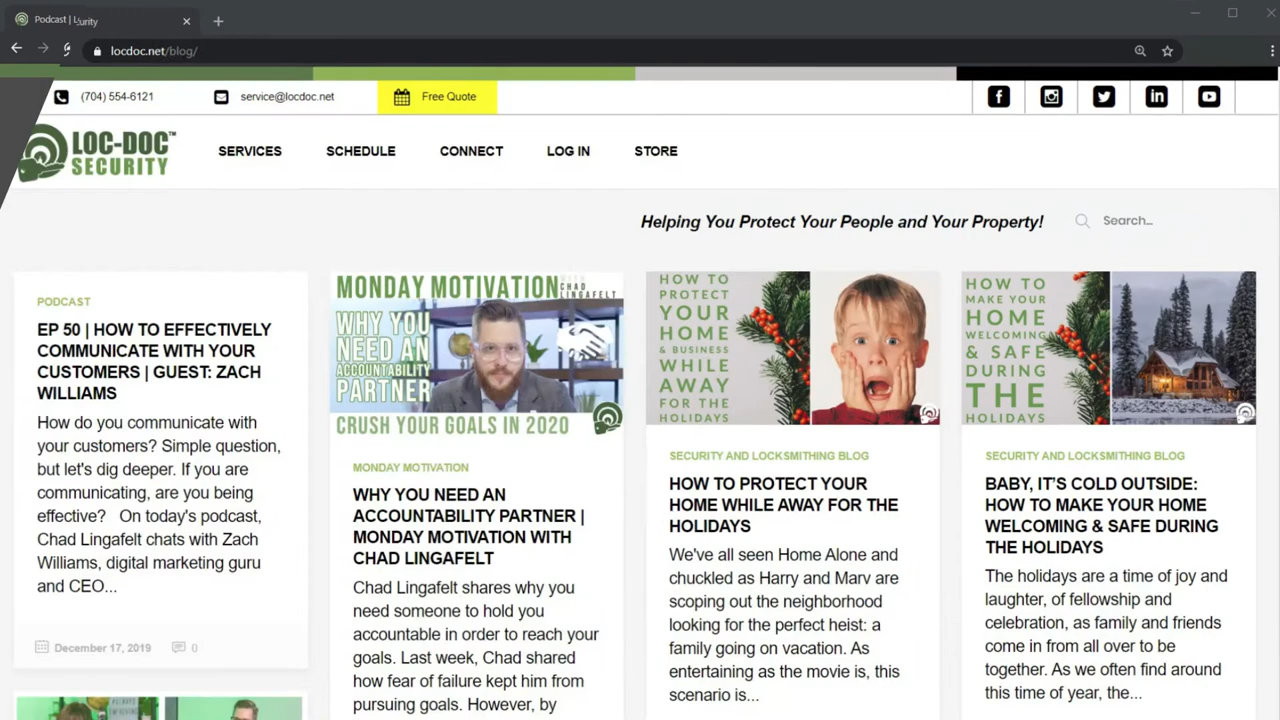 Podcast |
locdoc.net/blog/
(704) 554-6121
service@locdoc.net
Free Quote
LOC-DOC™
SECURITY
SERVICES
SCHEDULE
CONNECT
LOG IN
STORE
Helping You Protect Your People and Your Property!
Search...
PODCAST
EP 50 | HOW TO EFFECTIVELY
COMMUNICATE WITH YOUR
CUSTOMERS | GUEST: ZACH
WILLIAMS
How do you communicate with
your customers? Simple question,
but let's dig deeper. If you are
communicating, are you being
effective?   On today's podcast,
Chad Lingafelt chats with Zach
Williams, digital marketing guru
and CEO...
December 17, 2019
0
MONDAY MOTIVATION
CHAD
LINGAFELT
WHY YOU
NEED AN
ACCOUNTABILITY
PARTNER
CRUSH YOUR GOALS IN 2020
MONDAY MOTIVATION
WHY YOU NEED AN
ACCOUNTABILITY PARTNER |
MONDAY MOTIVATION WITH
CHAD LINGAFELT
Chad Lingafelt shares why you
need someone to hold you
accountable in order to reach your
goals. Last week, Chad shared
how fear of failure kept him from
pursuing goals. However, by
HOW TO
PROTECT
YOUR
HOME
& BUSINESS
WHILE
AWAY
FOR THE
HOLIDAYS
SECURITY AND LOCKSMITHING BLOG
HOW TO PROTECT YOUR
HOME WHILE AWAY FOR THE
HOLIDAYS
We've all seen Home Alone and
chuckled as Harry and Marv are
scoping out the neighborhood
looking for the perfect heist: a
family going on vacation. As
entertaining as the movie is, this
scenario is...
HOW TO
MAKE YOUR
HOME
WELCOMING
& SAFE
DURING
THE
HOLIDAYS
SECURITY AND LOCKSMITHING BLOG
BABY, IT'S COLD OUTSIDE:
HOW TO MAKE YOUR HOME
WELCOMING & SAFE DURING
THE HOLIDAYS
The holidays are a time of joy and
laughter, of fellowship and
celebration, as family and friends
come in from all over to be
together. As we often find around
this time of year, the...